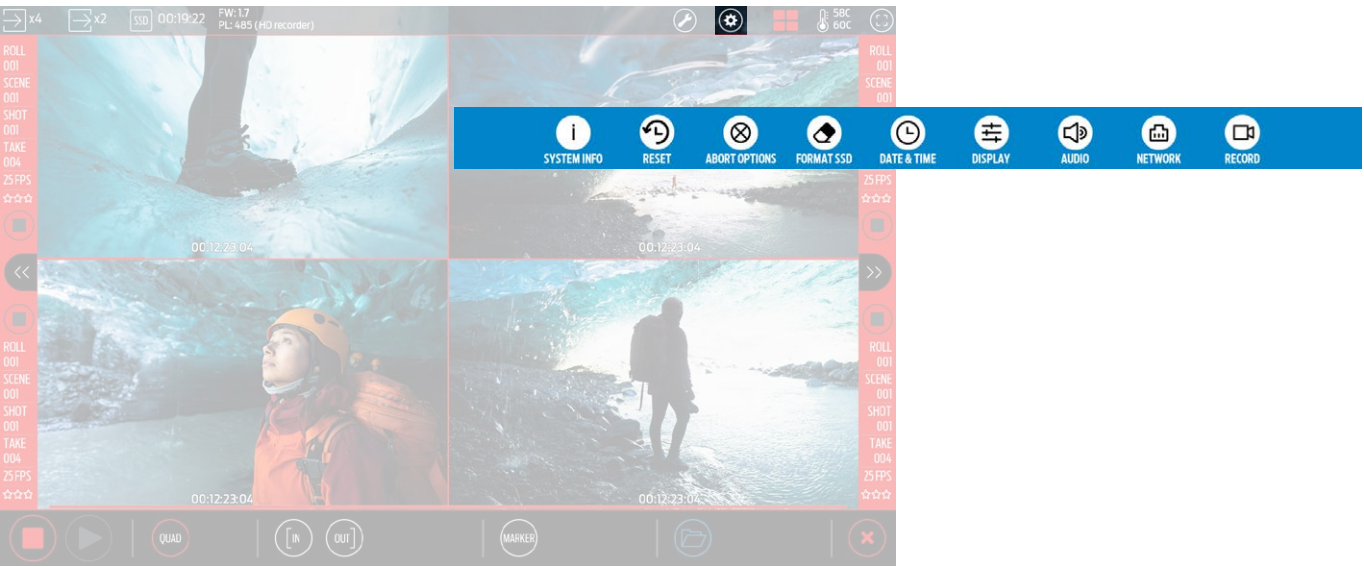 x4
x2
SSD
00:19:22
FW: 1.7
PL: 485 (HD recorder)
58C
60C
ROLL
001
SCENE
001
SHOT
001
TAKE
004
25 FPS
ROLL
001
SCENE
001
SYSTEM INFO
RESET
ABORT OPTIONS
FORMAT SSD
DATE & TIME
DISPLAY
AUDIO
NETWORK
RECORD
25 FPS
00:12:23:04
00:12:23:04
ROLL
001
SCENE
001
SHOT
001
TAKE
004
25 FPS
ROLL
001
SCENE
001
SHOT
001
TAKE
004
25 FPS
00:12:23:04
00:12:23:04
QUAD
[IN
OUT]
MARKER